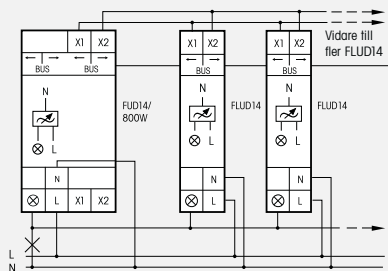 X1 X2 X1 X2 X1 X2
Vidare till
fler FLUD14
BUS BUS BUS BUS
N N N
FUD14/
800W
FLUD14
FLUD14
L L L
N N N
L X1 X2 L L
L
N